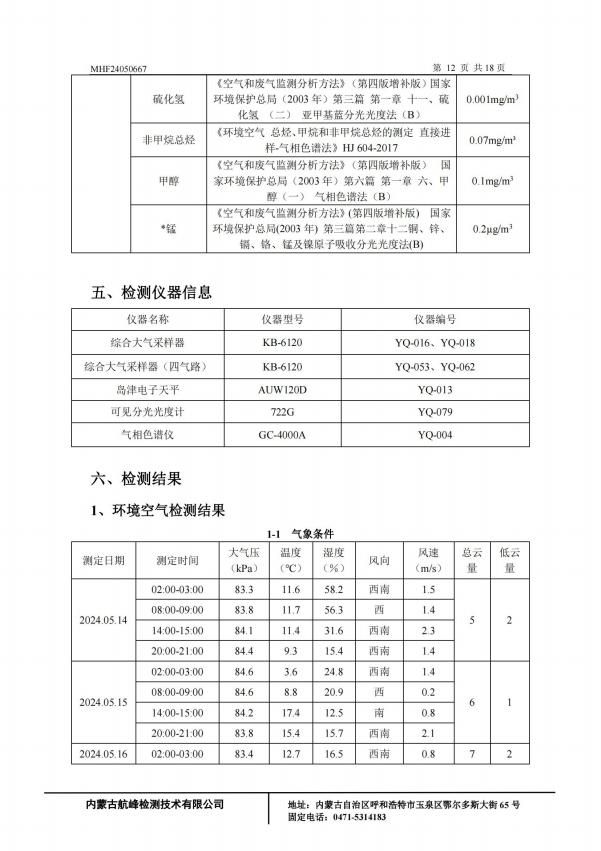 MHF24050667 第 12 页 共 18 页
硫化氢 《空气和废气监测分析方法》（第四版增补版）国家环境保护总局（2003 年）第三篇 第一章 十一、硫化氢 （二） 亚甲基蓝分光光度法（B） 0.001mg/m³
非甲烷总烃 《环境空气 总烃、甲烷和非甲烷总烃的测定 直接进样-气相色谱法》HJ 604-2017 0.07mg/m³
甲醇 《空气和废气监测分析方法》（第四版增补版） 国家环境保护总局（2003 年）第六篇 第一章 六、甲醇（一） 气相色谱法（B） 0.1mg/m³
*锰 《空气和废气监测分析方法》(第四版增补版) 国家环境保护总局(2003 年) 第三篇第二章十二铜、锌、镉、铬、锰及镍原子吸收分光光度法(B) 0.2μg/m³
五、检测仪器信息
仪器名称 仪器型号 仪器编号
综合大气采样器 KB-6120 YQ-016、YQ-018
综合大气采样器（四气路） KB-6120 YQ-053、YQ-062
岛津电子天平 AUW120D YQ-013
可见分光光度计 722G YQ-079
气相色谱仪 GC-4000A YQ-004
六、检测结果
1、环境空气检测结果
1-1 气象条件
测定日期 测定时间 大气压（kPa） 温度（℃） 湿度（%） 风向 风速（m/s） 总云量 低云量
2024.05.14 02:00-03:00 83.3 11.6 58.2 西南 1.5 5 2
08:00-09:00 83.8 11.7 56.3 西 1.4
14:00-15:00 84.1 11.4 31.6 西南 2.3
20:00-21:00 84.4 9.3 15.4 西南 1.4
2024.05.15 02:00-03:00 84.6 3.6 24.8 西南 1.4 6 1
08:00-09:00 84.6 8.8 20.9 西 0.2
14:00-15:00 84.2 17.4 12.5 南 0.8
20:00-21:00 83.8 15.4 15.7 西南 2.1
2024.05.16 02:00-03:00 83.4 12.7 16.5 西南 0.8 7 2
内蒙古航峰检测技术有限公司 地址：内蒙古自治区呼和浩特市玉泉区鄂尔多斯大街 65 号
固定电话：0471-5314183